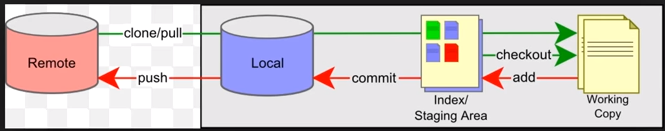 clone/pull
Remote
Local
checkout
push
commit
add
Index/
Staging Area
Working
Copy